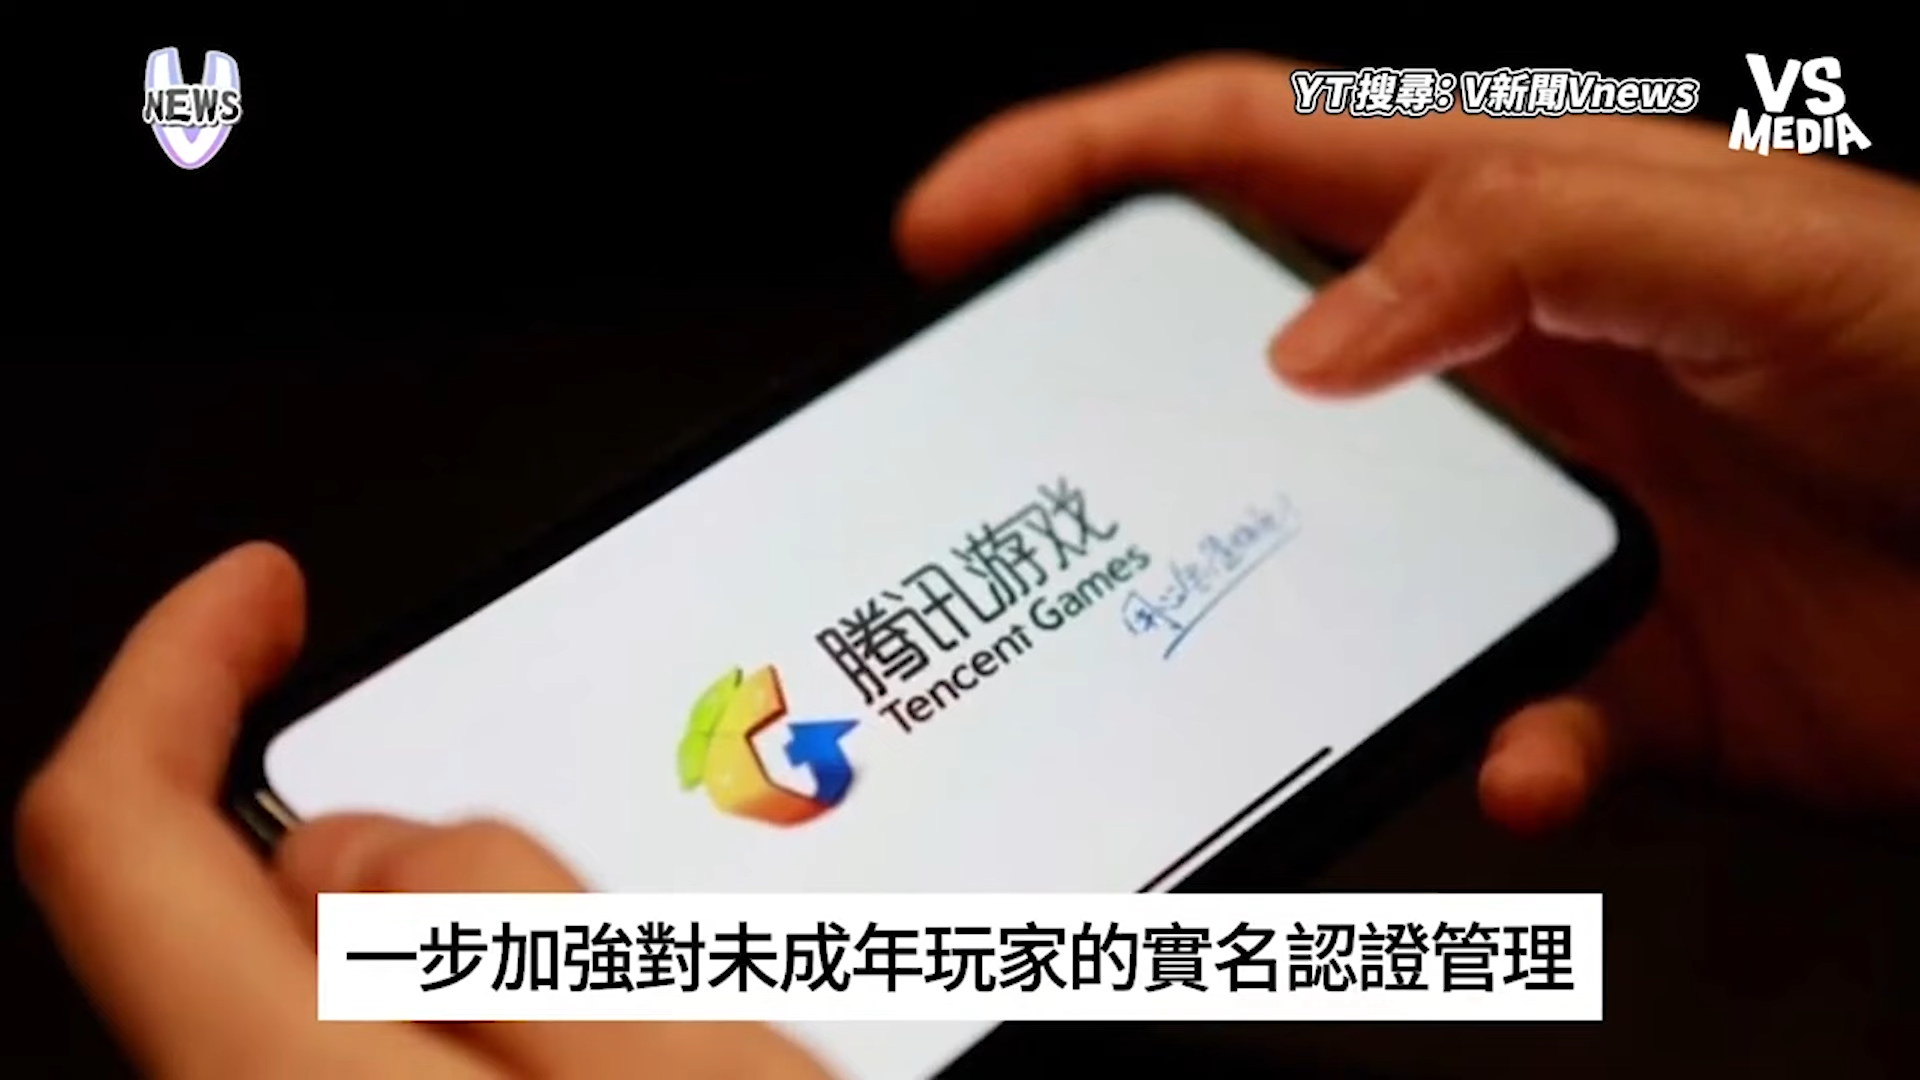 NEWS
YT搜尋: V新聞Vnews
VS
MEDIA
腾讯游戏
Tencent Games
一步加強對未成年玩家的實名認證管理